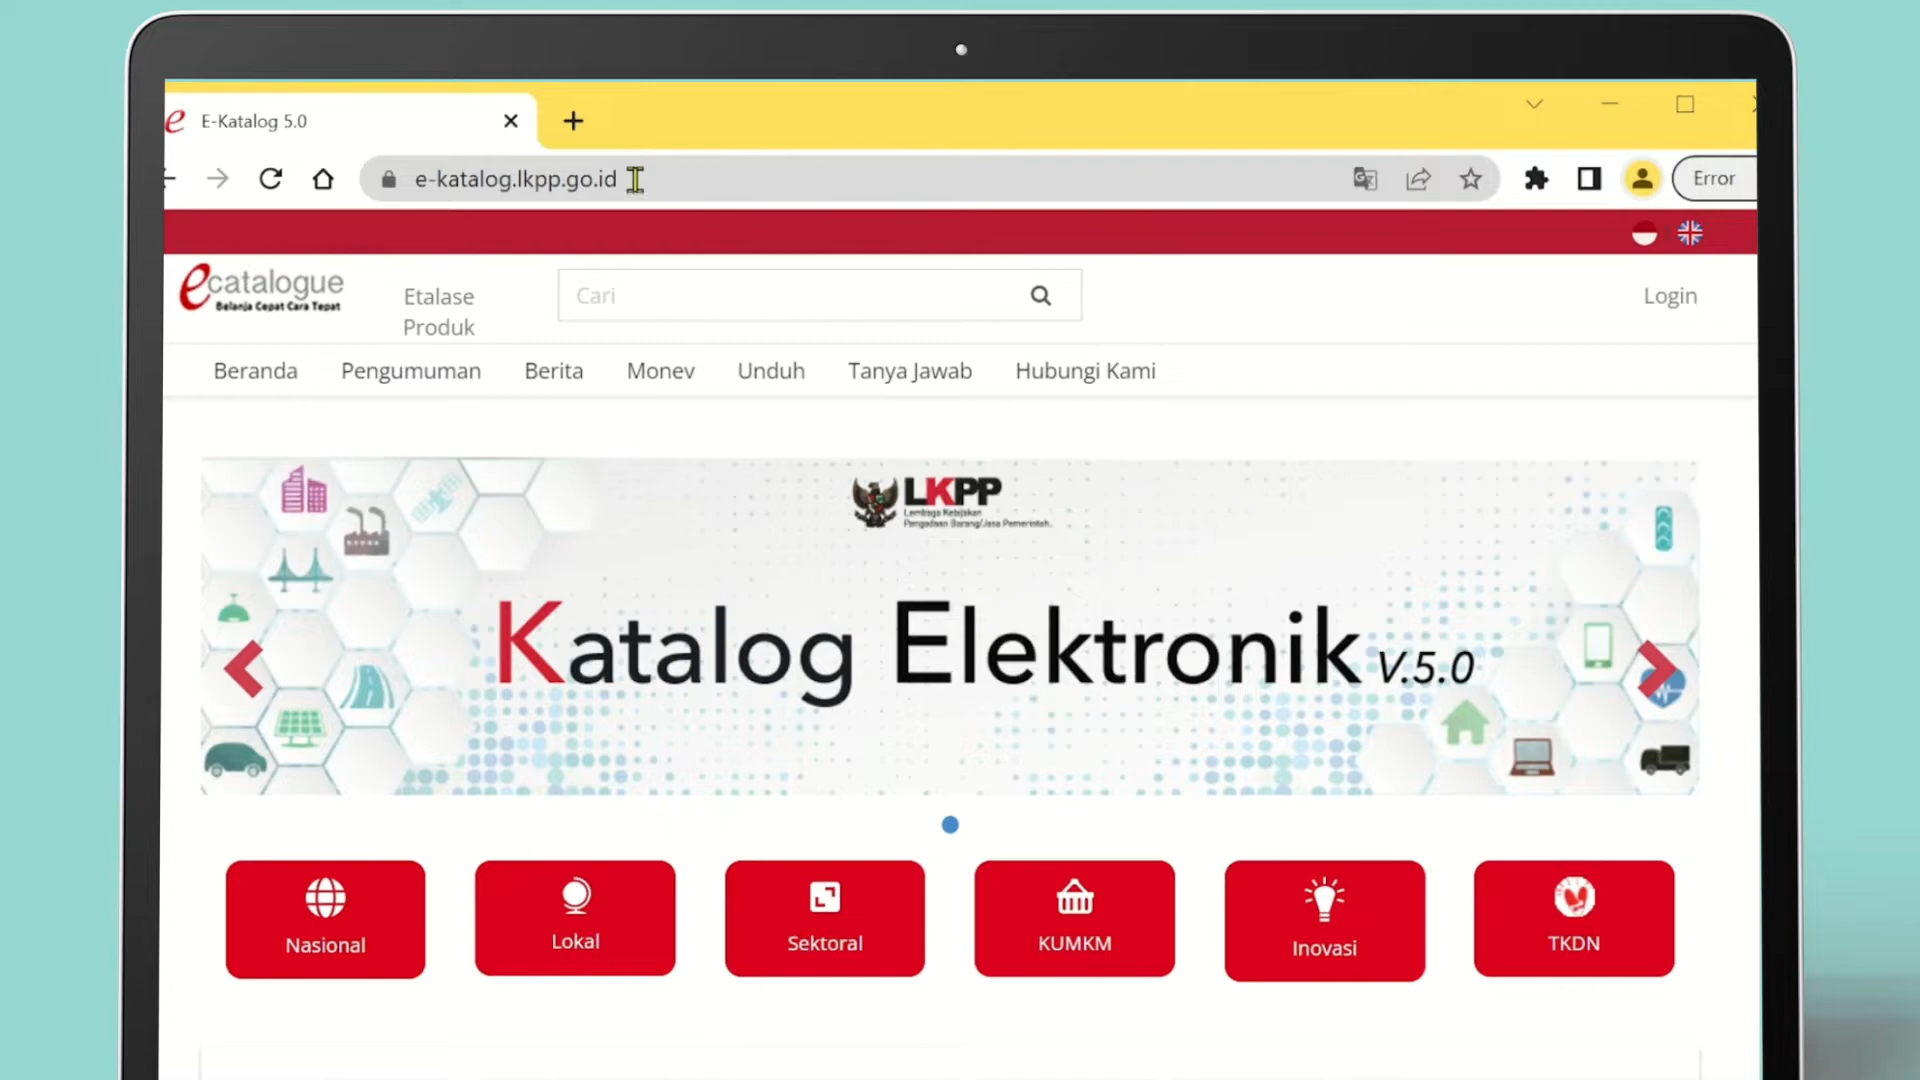 E-Katalog 5.0
e-katalog.lkpp.go.id
Error
ecatalogue
Belanja Cepat Cara Tepat
Etalase
Produk
Cari
Login
Beranda
Pengumuman
Berita
Monev
Unduh
Tanya Jawab
Hubungi Kami
LKPP
Lembaga Kebijakan
Pengadaan Barang/Jasa Pemerintah
Katalog Elektronik V.5.0
Nasional
Lokal
Sektoral
KUMKM
Inovasi
TKDN